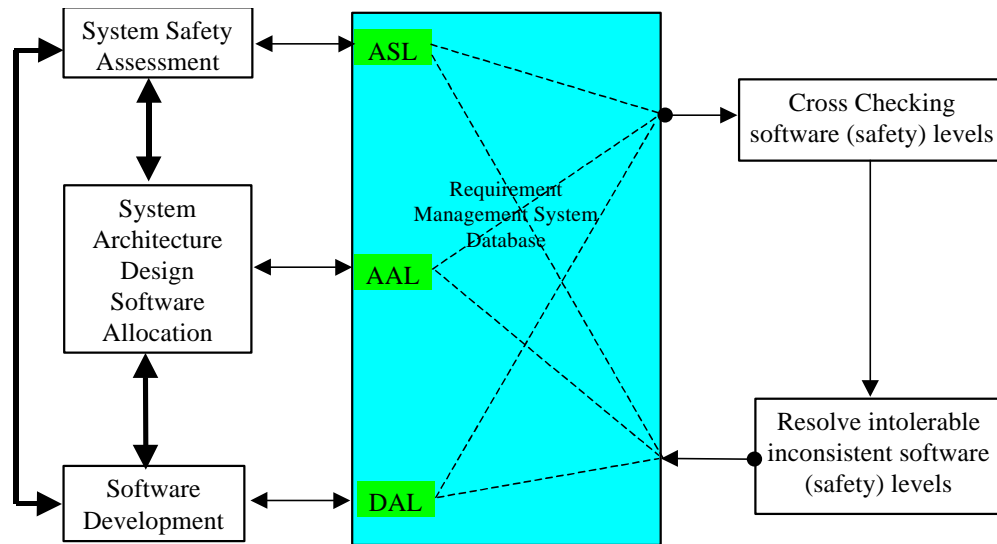 System Safety
Assessment
ASL
Cross Checking
software (safety) levels
Requirement
Management System
Database
System
Architecture
Design
Software
Allocation
AAL
Resolve intolerable
inconsistent software
(safety) levels
Software
Development
DAL